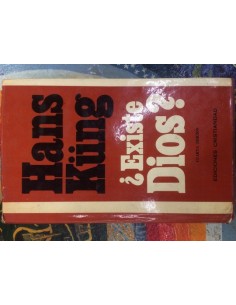 Hans
Küng
¿Existe
Dios?
EDICIONES CRISTIANDAD